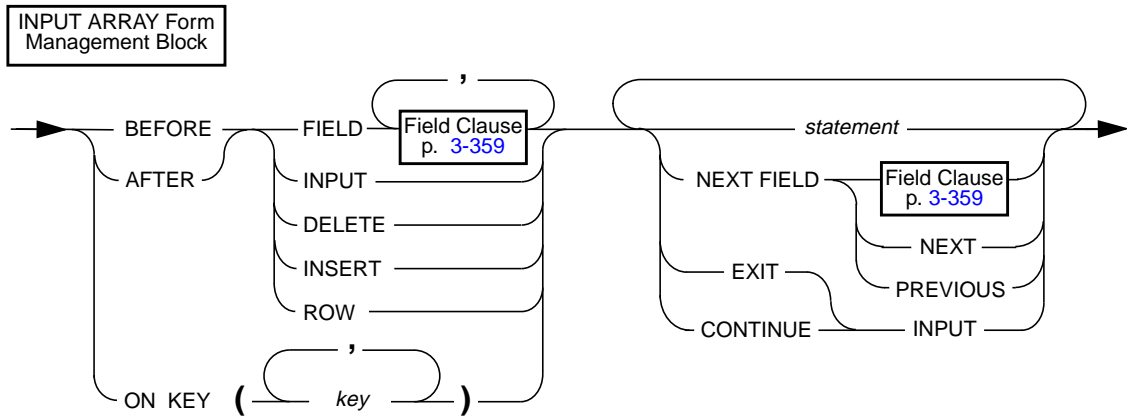 INPUT ARRAY Form
Management Block
,
BEFORE FIELD Field Clause statement
p. 3-359
AFTER INPUT NEXT FIELD Field Clause
p. 3-359
DELETE NEXT
INSERT EXIT PREVIOUS
ROW CONTINUE INPUT
,
ON KEY ( key )